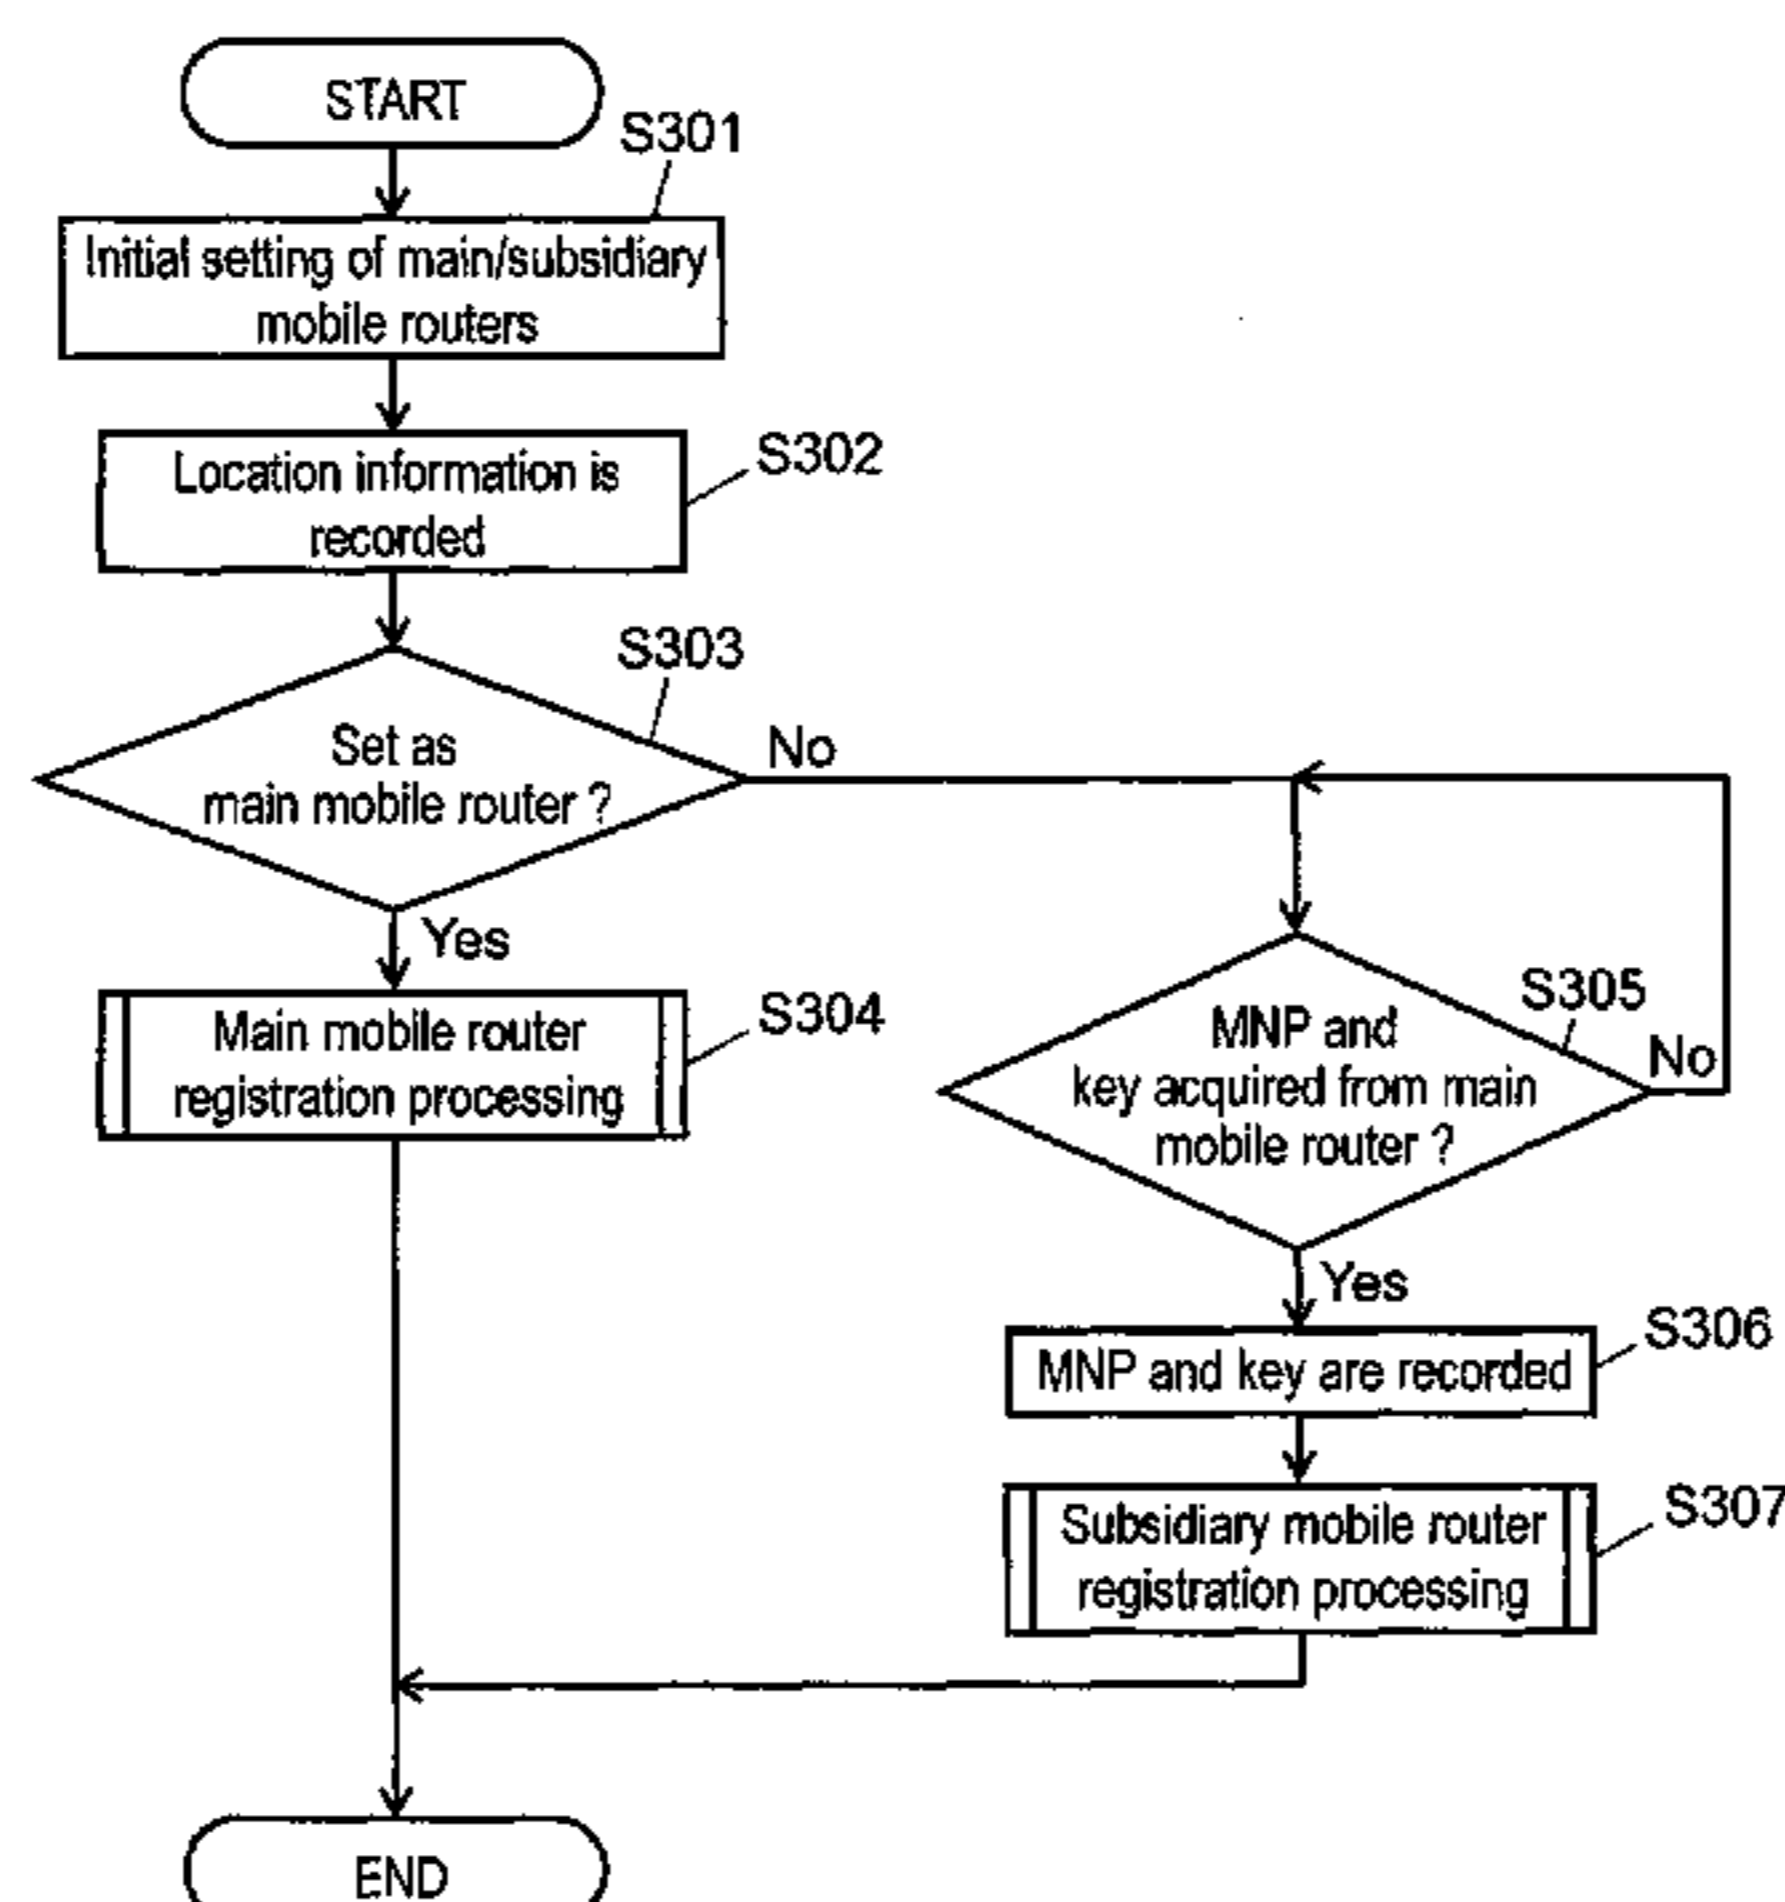 START
S301
Initial setting of main/subsidiary
mobile routers
S302
Location information is
recorded
S303
Set as
main mobile router ?
No
Yes
S304
Main mobile router
registration processing
S305
MNP and
key acquired from main
mobile router ?
No
Yes
S306
MNP and key are recorded
S307
Subsidiary mobile router
registration processing
END